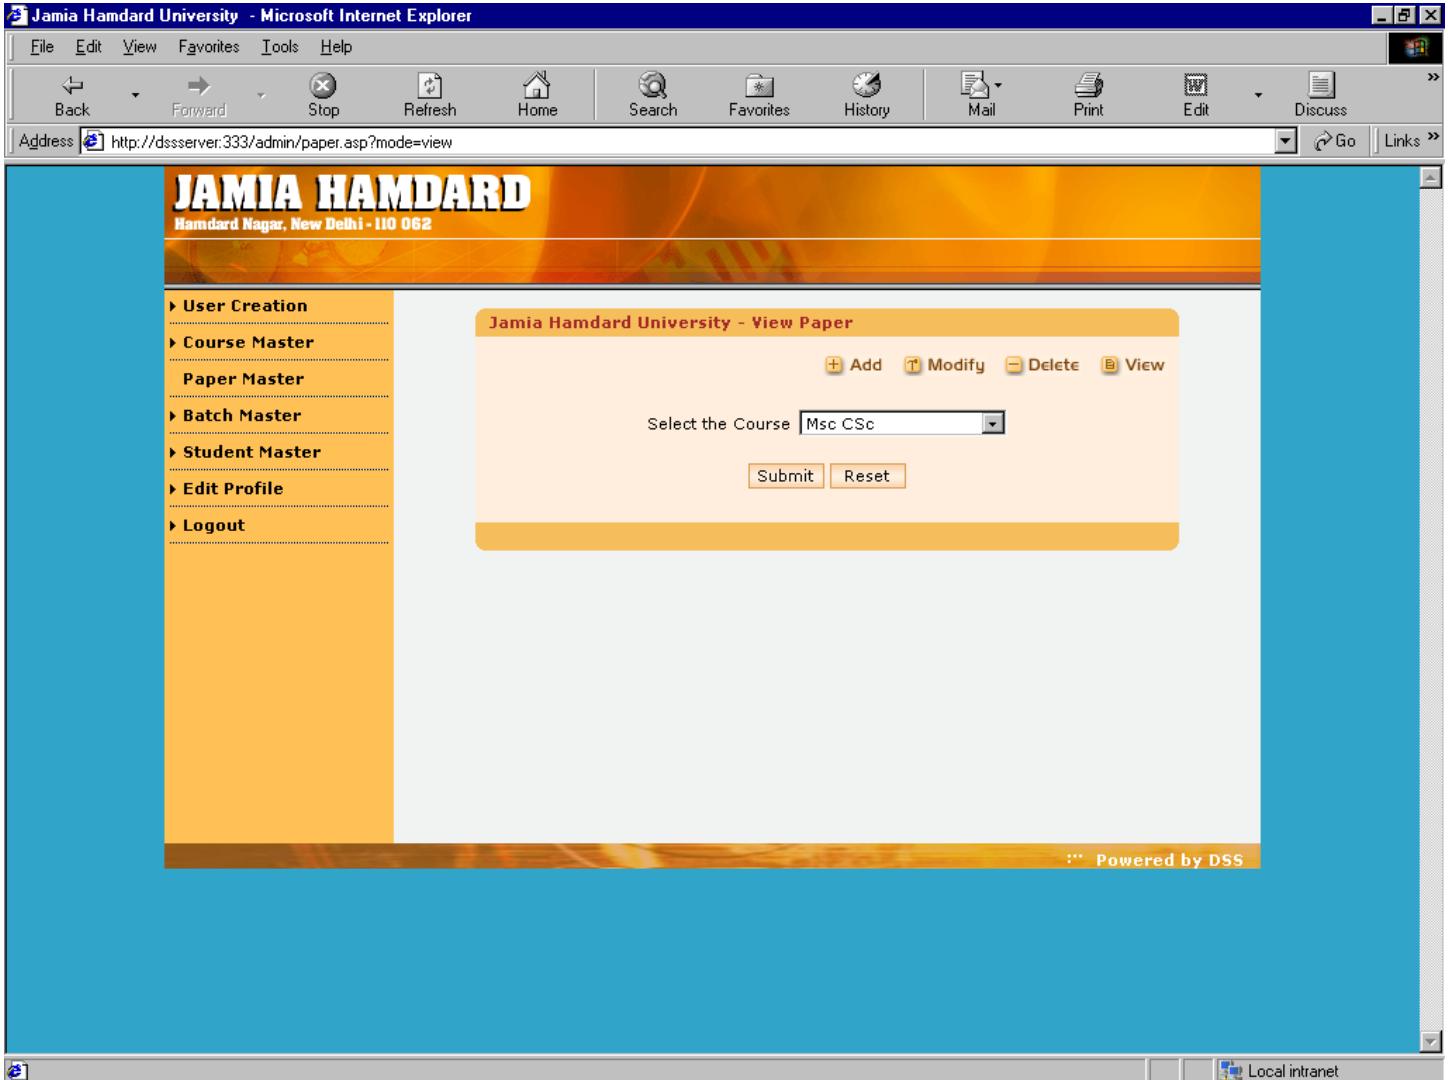 Jamia Hamdard University - Microsoft Internet Explorer
File Edit View Favorites Tools Help
Back Forward Stop Refresh Home Search Favorites History Mail Print Edit Discuss »
Address http://dssserver:333/admin/paper.asp?mode=view Go Links »
JAMIA HAMDARD
Hamdard Nagar, New Delhi - 110 062
User Creation
Course Master
Paper Master
Batch Master
Student Master
Edit Profile
Logout
Jamia Hamdard University - View Paper
Add Modify Delete View
Select the Course Msc CSc
Submit Reset
Powered by DSS
Local intranet